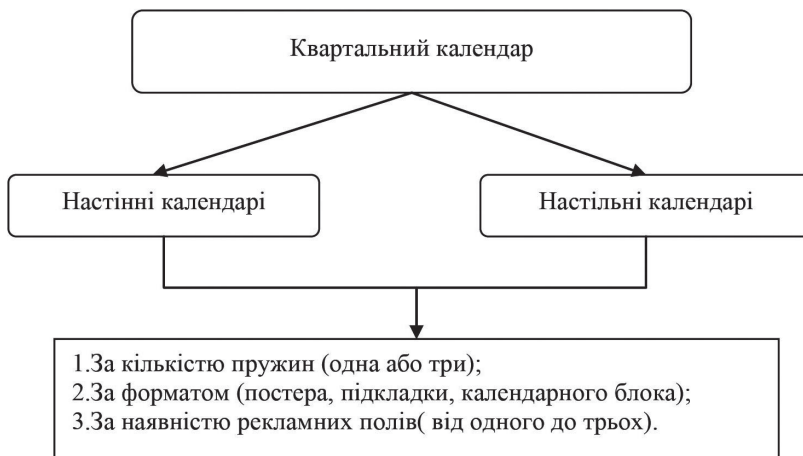 Квартальний календар
Настінні календарі
Настільні календарі
1.За кількістю пружин (одна або три);
2.За форматом (постера, підкладки, календарного блока);
3.За наявністю рекламних полів( від одного до трьох).